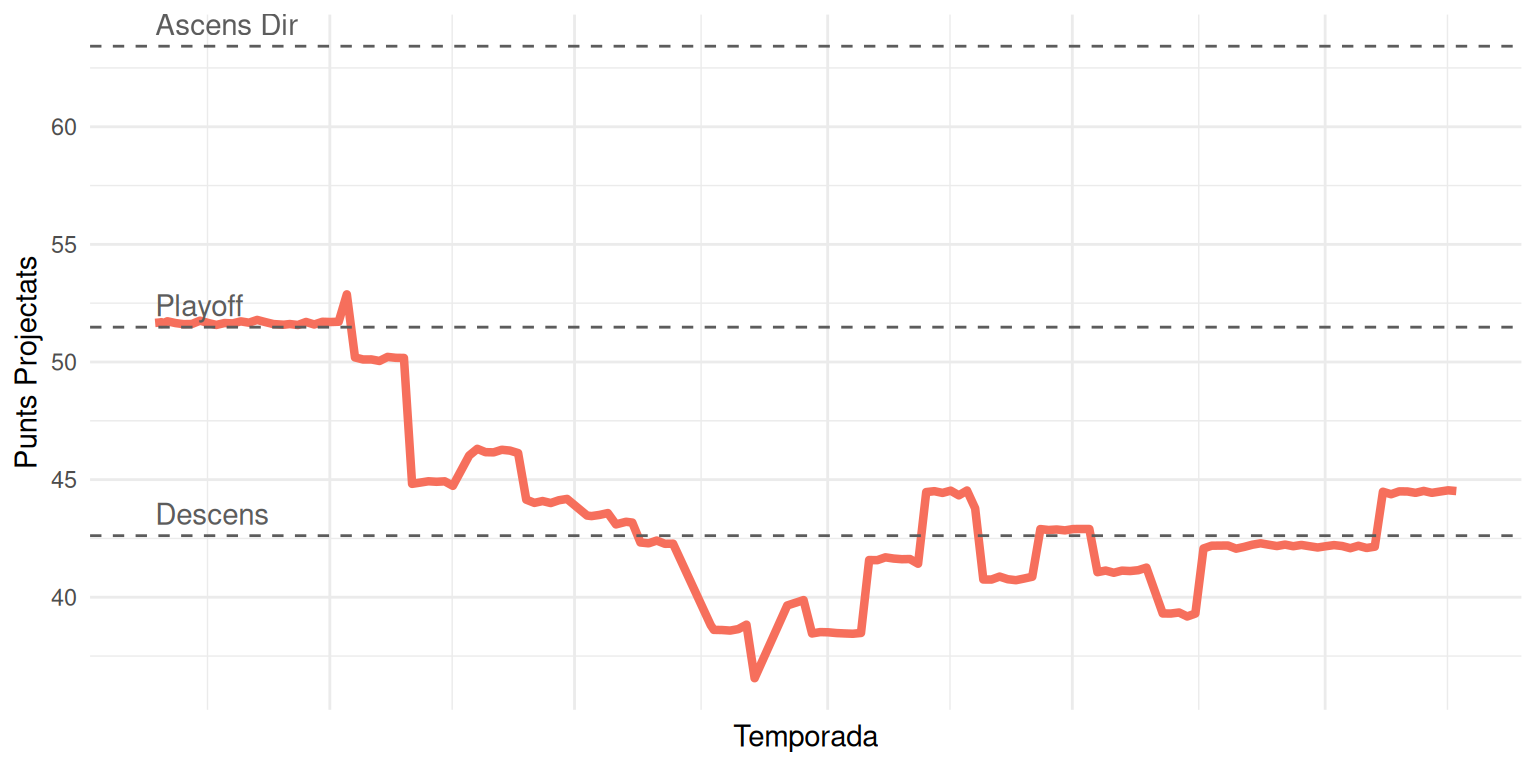 Ascens Dir
60
55
Playoff
50
45
Descens
40
Punts Projectats
Temporada